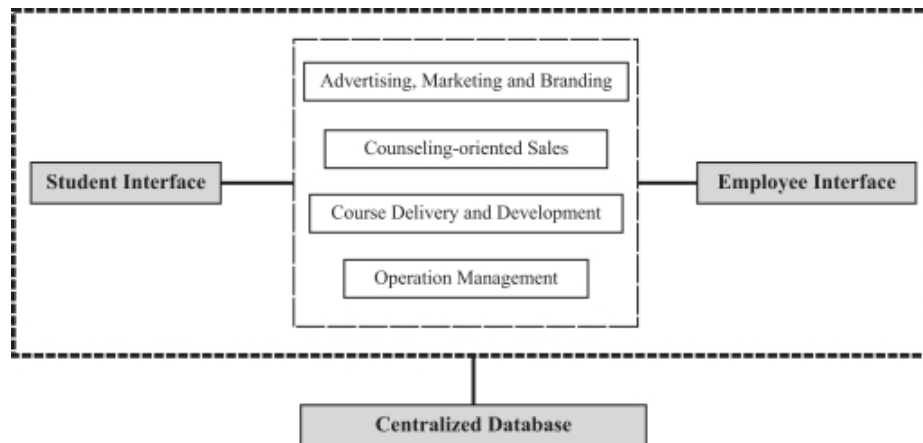 Advertising, Marketing and Branding
Counseling-oriented Sales
Student Interface
Employee Interface
Course Delivery and Development
Operation Management
Centralized Database